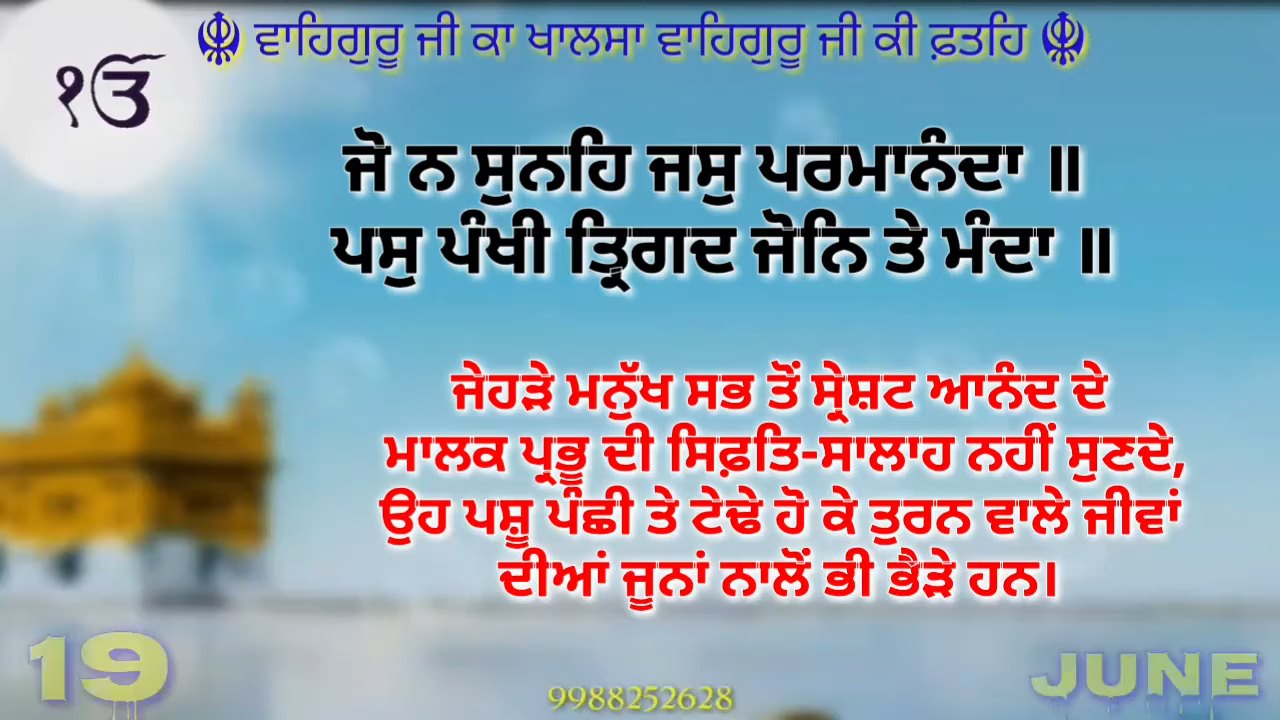 ☬ ਵਾਹਿਗੁਰੂ ਜੀ ਕਾ ਖਾਲਸਾ ਵਾਹਿਗੁਰੂ ਜੀ ਕੀ ਫ਼ਤਹਿ ☬
ੴ
ਜੋ ਨ ਸੁਨਹਿ ਜਸੁ ਪਰਮਾਨੰਦਾ ॥
ਪਸੁ ਪੰਖੀ ਤ੍ਰਿਗਦ ਜੋਨਿ ਤੇ ਮੰਦਾ ॥
ਜੇਹੜੇ ਮਨੁੱਖ ਸਭ ਤੋਂ ਸ੍ਰੇਸ਼ਟ ਆਨੰਦ ਦੇ
ਮਾਲਕ ਪ੍ਰਭੂ ਦੀ ਸਿਫ਼ਤਿ-ਸਾਲਾਹ ਨਹੀਂ ਸੁਣਦੇ,
ਉਹ ਪਸ਼ੂ ਪੰਛੀ ਤੇ ਟੇਢੇ ਹੋ ਕੇ ਤੁਰਨ ਵਾਲੇ ਜੀਵਾਂ
ਦੀਆਂ ਜੂਨਾਂ ਨਾਲੋਂ ਭੀ ਭੈੜੇ ਹਨ।
19
9988252628
JUNE